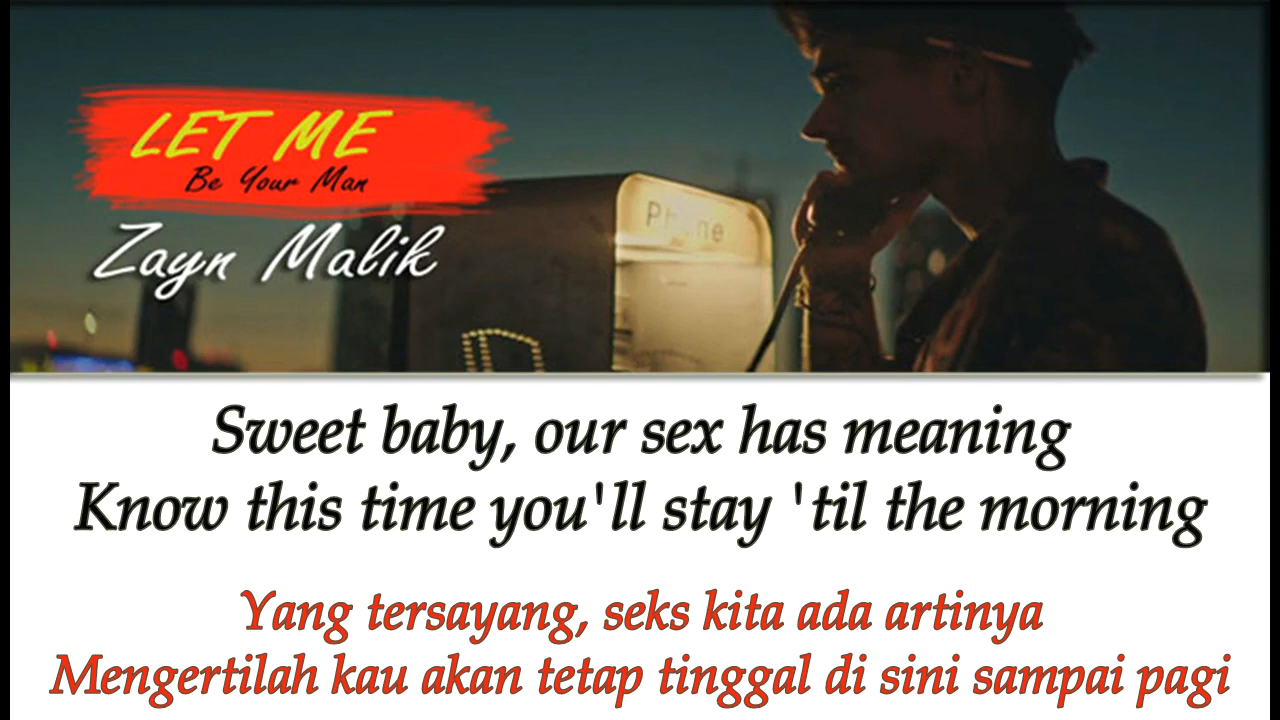 LET ME
Be Your Man
Zayn Malik
Phone
Sweet baby, our sex has meaning
Know this time you'll stay 'til the morning
Yang tersayang, seks kita ada artinya
Mengertilah kau akan tetap tinggal di sini sampai pagi